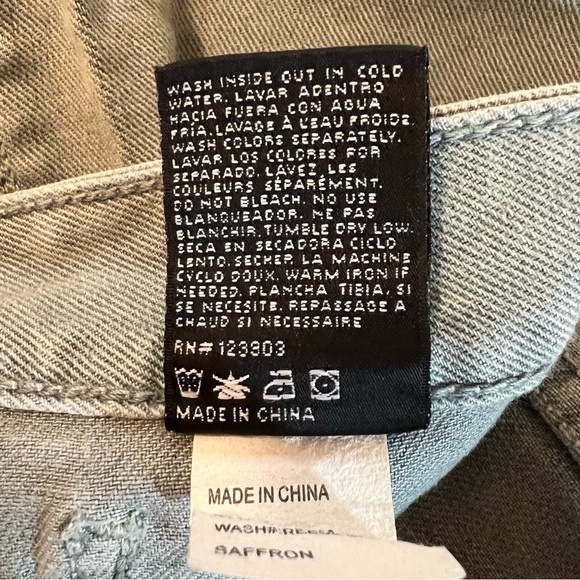 WASH INSIDE OUT IN COLD
WATER. LAVAR ADENTRO
HACIA FUERA CON AGUA
FRÍA. LAVAGE À L'EAU FROIDE.
WASH COLORS SEPARATELY.
LAVAR LOS COLORES POR
SEPARADO. LAVEZ LES
COULEURS SÉPARÉMENT.
DO NOT BLEACH. NO USE
BLANQUEADOR. NE PAS
BLANCHIR. TUMBLE DRY LOW.
SECA EN SECADORA CICLO
LENTO. SECHER LA MACHINE
CYCLO DOUX. WARM IRON IF
NEEDED. PLANCHA TIBIA, SI
SE NECESITE. REPASSAGE A
CHAUD SI NECESSAIRE
RN# 123903
MADE IN CHINA
MADE IN CHINA
SAFFRON